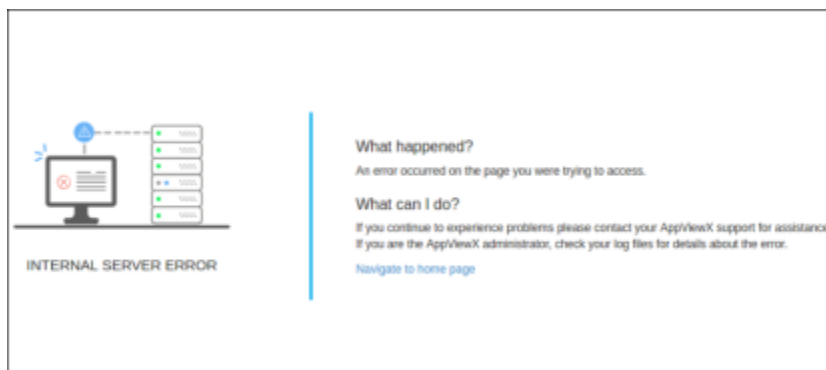 What happened?
An error occurred on the page you were trying to access.
What can I do?
If you continue to experience problems please contact your AppViewX support for assistance
If you are the AppViewX administrator, check your log files for details about the error.
Navigate to home page
INTERNAL SERVER ERROR